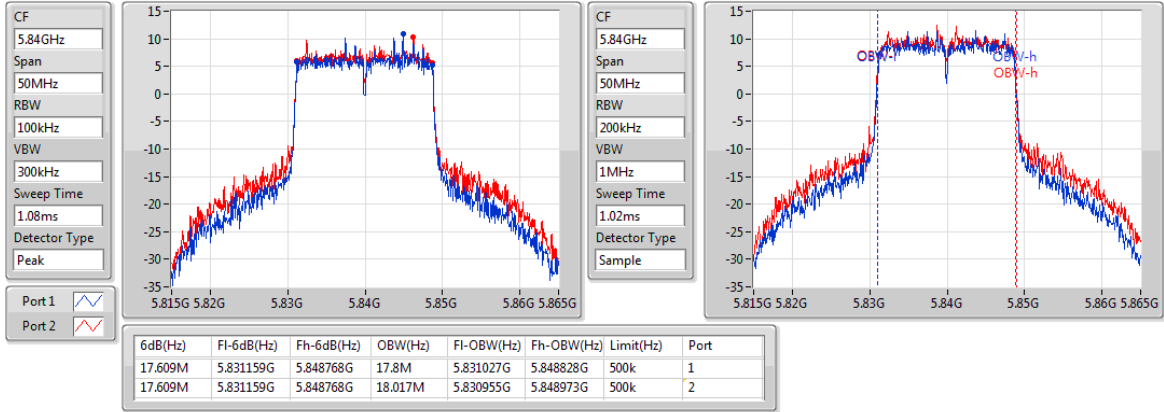 CF
5.84GHz
Span
50MHz
RBW
100kHz
VBW
300kHz
Sweep Time
1.08ms
Detector Type
Peak
Port 1
Port 2
15
10
5
0
-5
-10
-15
-20
-25
-30
-35
5.815G 5.82G 5.83G 5.84G 5.85G 5.86G 5.865G
CF
5.84GHz
Span
50MHz
RBW
200kHz
VBW
1MHz
Sweep Time
1.02ms
Detector Type
Sample
15
10
5
0
-5
-10
-15
-20
-25
-30
-35
OBW-l OBW-h
OBW-h
5.815G 5.82G 5.83G 5.84G 5.85G 5.86G 5.865G
6dB(Hz) Fl-6dB(Hz) Fh-6dB(Hz) OBW(Hz) Fl-OBW(Hz) Fh-OBW(Hz) Limit(Hz) Port
17.609M 5.831159G 5.848768G 17.8M 5.831027G 5.848828G 500k 1
17.609M 5.831159G 5.848768G 18.017M 5.830955G 5.848973G 500k 2